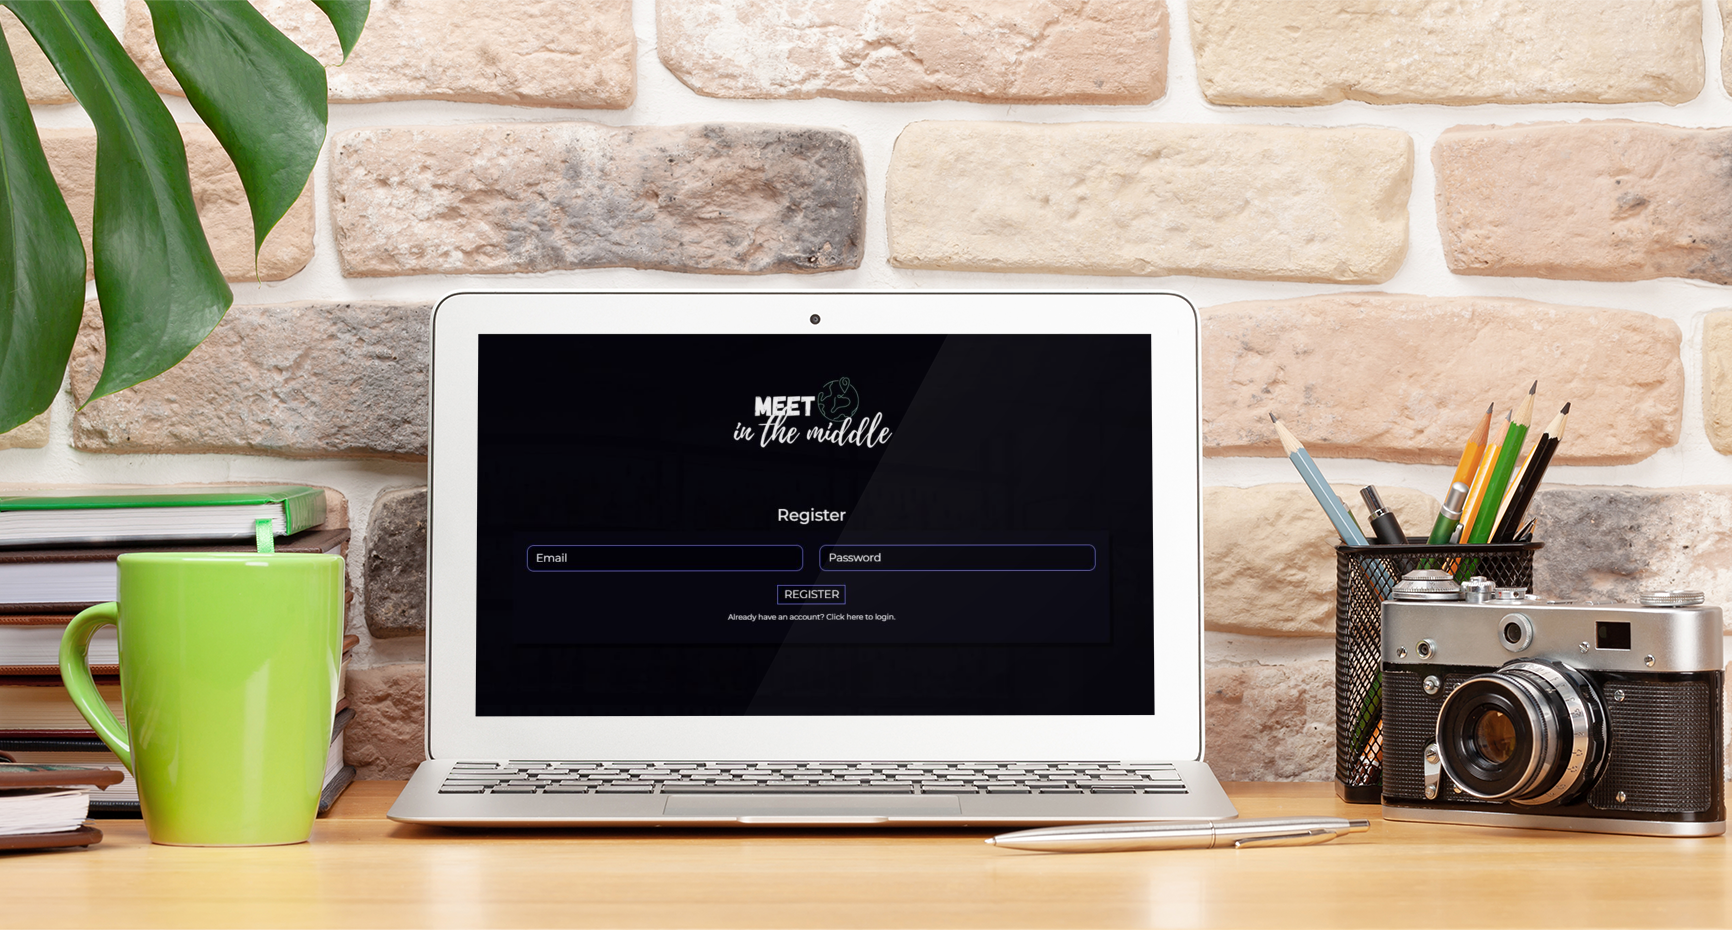 MEET
in the middle
Register
Email
Password
REGISTER
Already have an account? Click here to login.